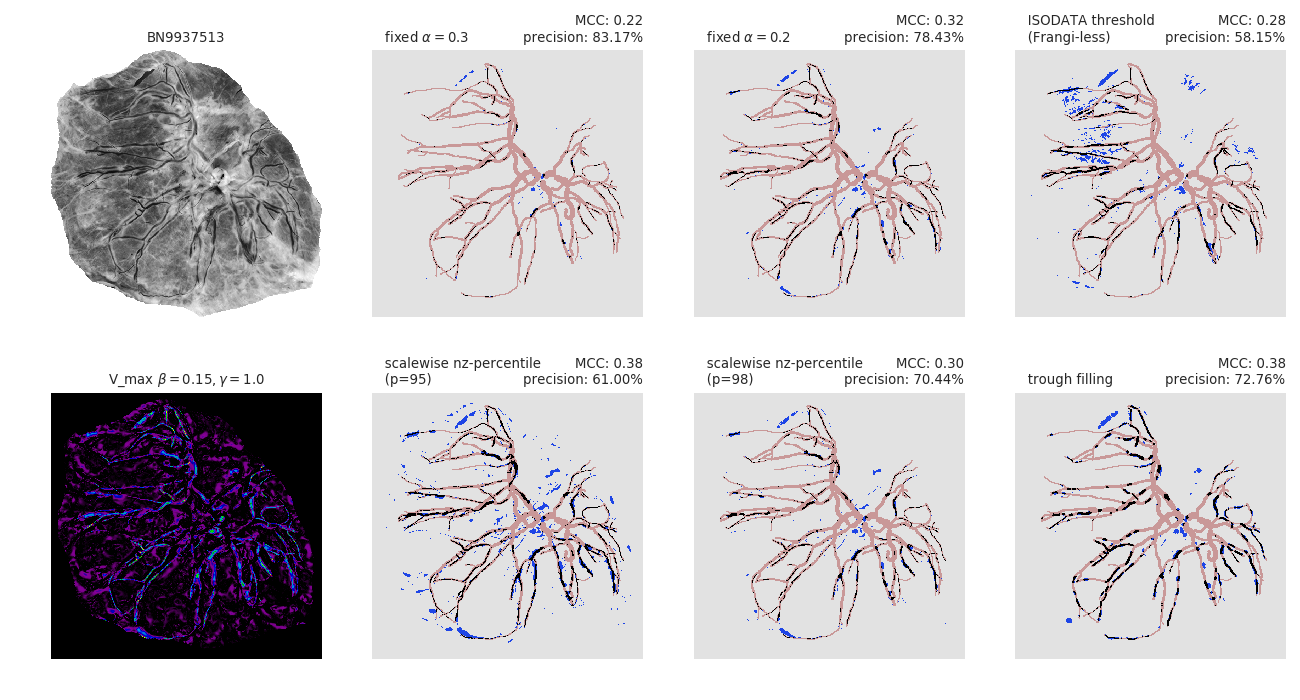 BN9937513
fixed α = 0.3
MCC: 0.22
precision: 83.17%
fixed α = 0.2
MCC: 0.32
precision: 78.43%
ISODATA threshold
(Frangi-less)
MCC: 0.28
precision: 58.15%
V_max β = 0.15, γ = 1.0
scalewise nz-percentile
(p=95)
MCC: 0.38
precision: 61.00%
scalewise nz-percentile
(p=98)
MCC: 0.30
precision: 70.44%
trough filling
MCC: 0.38
precision: 72.76%